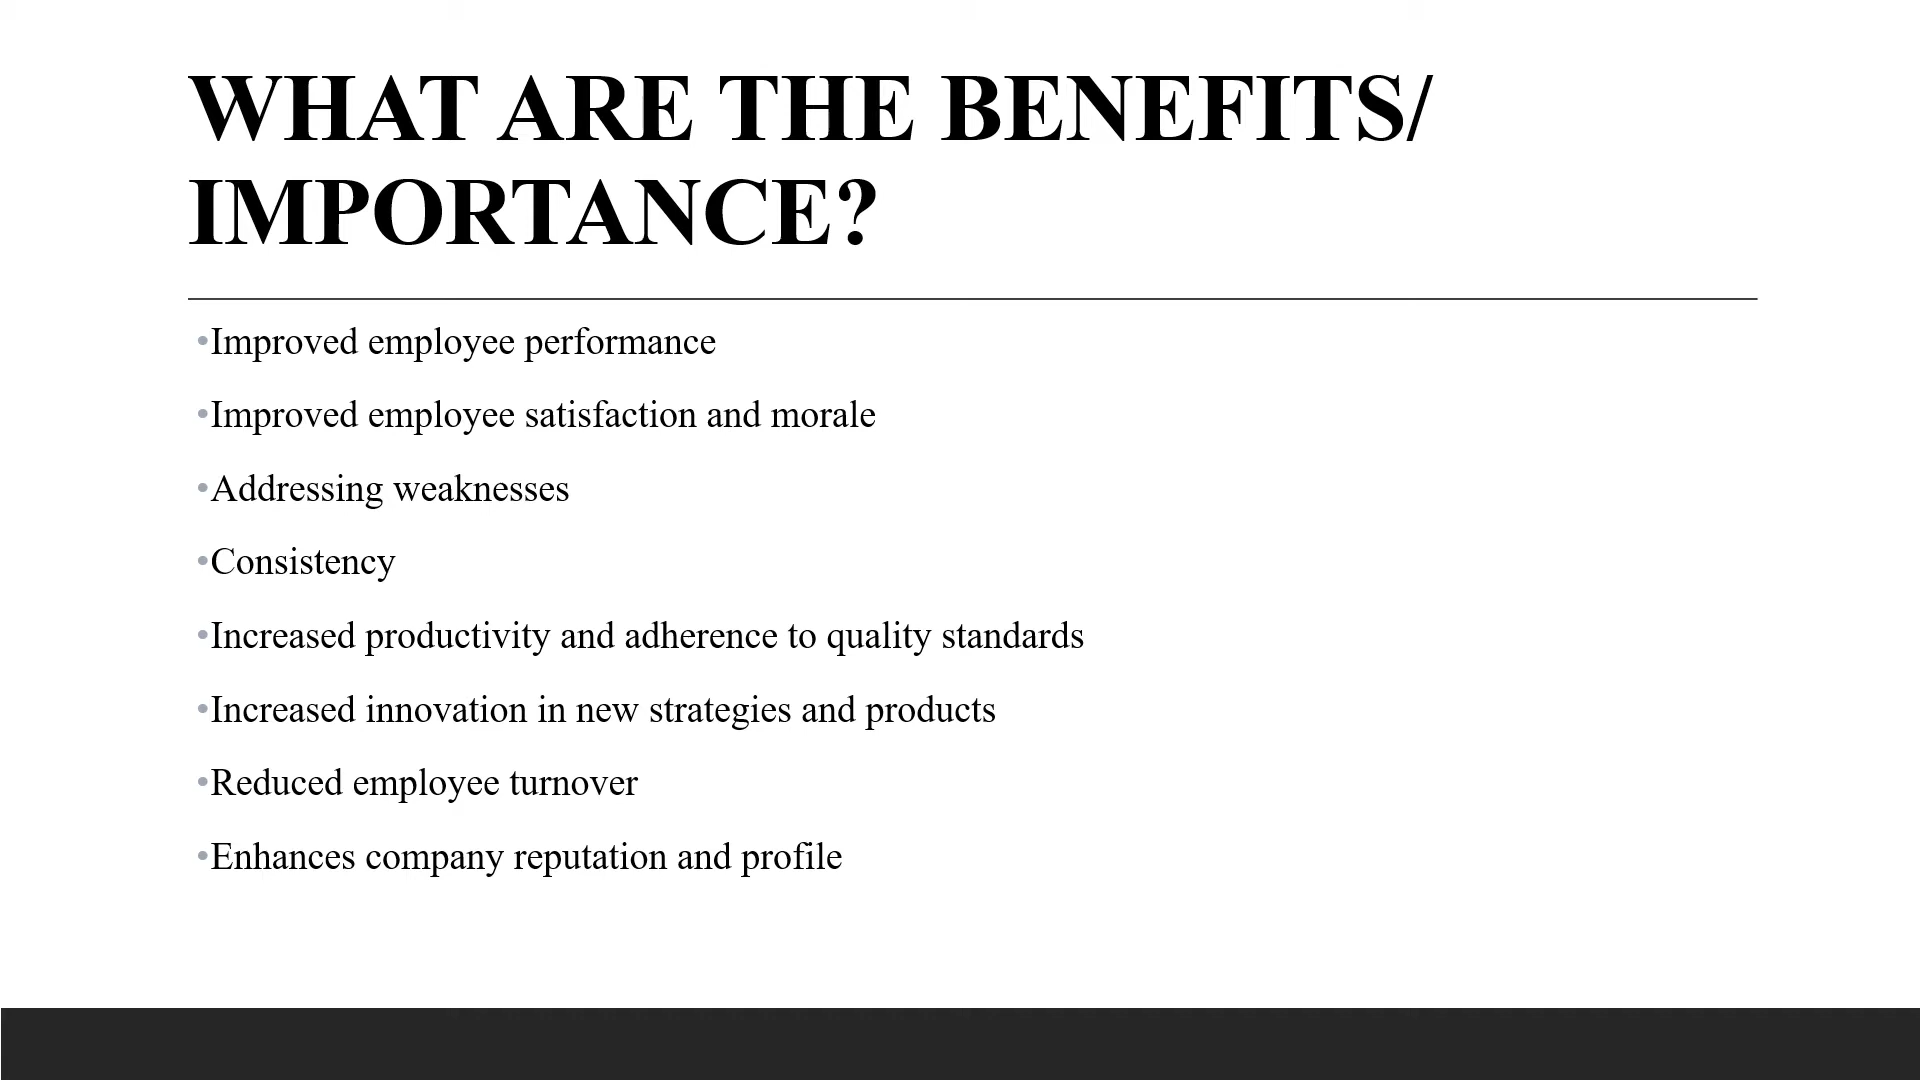 WHAT ARE THE BENEFITS/
IMPORTANCE?
•Improved employee performance
•Improved employee satisfaction and morale
•Addressing weaknesses
•Consistency
•Increased productivity and adherence to quality standards
•Increased innovation in new strategies and products
•Reduced employee turnover
•Enhances company reputation and profile